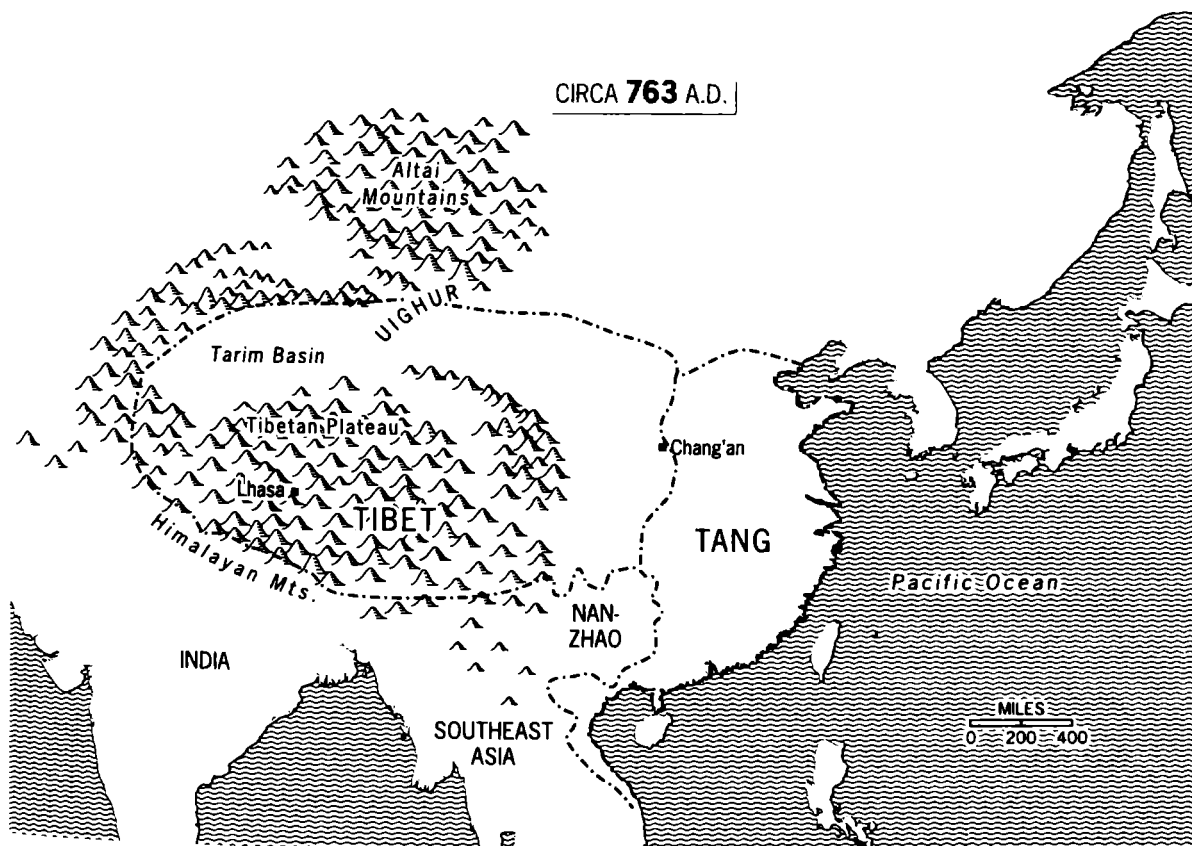 CIRCA 763 A.D.
Altai
Mountains
UIGHUR
Tarim Basin
Tibetan Plateau
Chang'an
Lhasa
TIBET
TANG
Himalayan Mts.
Pacific Ocean
NAN-
ZHAO
INDIA
MILES
0 200 400
SOUTHEAST
ASIA